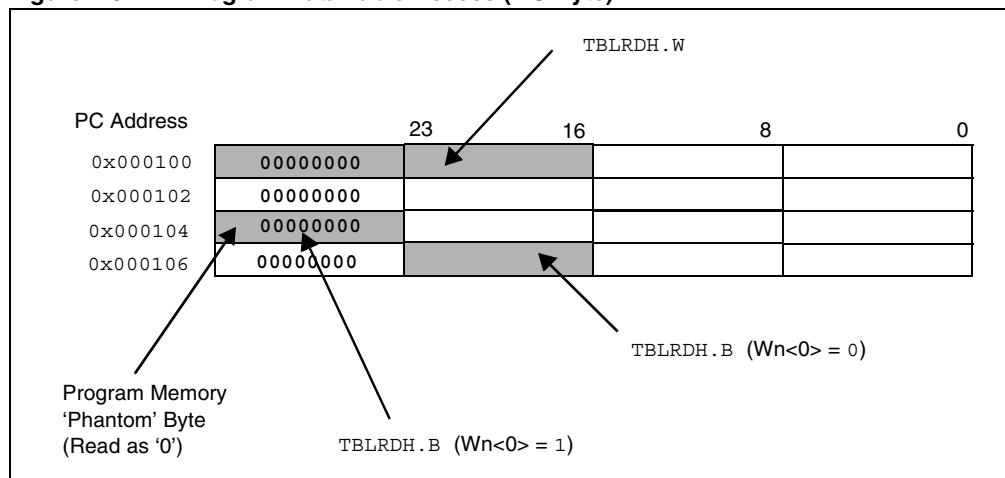 TBLRDH.W
PC Address
23 16 8 0
0x000100 00000000
0x000102 00000000
0x000104 00000000
0x000106 00000000
TBLRDH.B (Wn<0> = 0)
Program Memory
‘Phantom’ Byte
(Read as ‘0’)
TBLRDH.B (Wn<0> = 1)